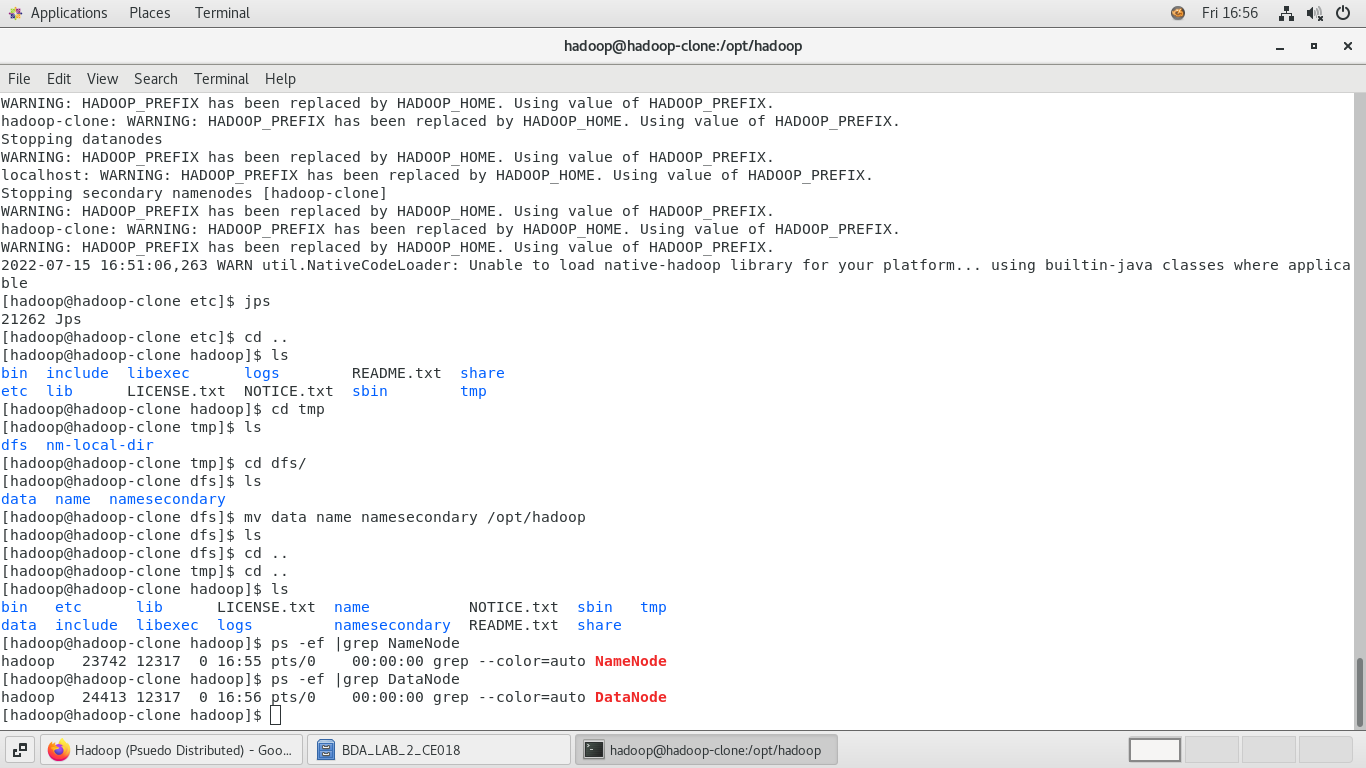 Applications Places Terminal Fri 16:56
hadoop@hadoop-clone:/opt/hadoop
File Edit View Search Terminal Help
WARNING: HADOOP_PREFIX has been replaced by HADOOP_HOME. Using value of HADOOP_PREFIX.
hadoop-clone: WARNING: HADOOP_PREFIX has been replaced by HADOOP_HOME. Using value of HADOOP_PREFIX.
Stopping datanodes
WARNING: HADOOP_PREFIX has been replaced by HADOOP_HOME. Using value of HADOOP_PREFIX.
localhost: WARNING: HADOOP_PREFIX has been replaced by HADOOP_HOME. Using value of HADOOP_PREFIX.
Stopping secondary namenodes [hadoop-clone]
WARNING: HADOOP_PREFIX has been replaced by HADOOP_HOME. Using value of HADOOP_PREFIX.
hadoop-clone: WARNING: HADOOP_PREFIX has been replaced by HADOOP_HOME. Using value of HADOOP_PREFIX.
WARNING: HADOOP_PREFIX has been replaced by HADOOP_HOME. Using value of HADOOP_PREFIX.
2022-07-15 16:51:06,263 WARN util.NativeCodeLoader: Unable to load native-hadoop library for your platform... using builtin-java classes where applica
ble
[hadoop@hadoop-clone etc]$ jps
21262 Jps
[hadoop@hadoop-clone etc]$ cd ..
[hadoop@hadoop-clone hadoop]$ ls
bin  include  libexec      logs        README.txt  share
etc  lib      LICENSE.txt  NOTICE.txt  sbin        tmp
[hadoop@hadoop-clone hadoop]$ cd tmp
[hadoop@hadoop-clone tmp]$ ls
dfs  nm-local-dir
[hadoop@hadoop-clone tmp]$ cd dfs/
[hadoop@hadoop-clone dfs]$ ls
data  name  namesecondary
[hadoop@hadoop-clone dfs]$ mv data name namesecondary /opt/hadoop
[hadoop@hadoop-clone dfs]$ ls
[hadoop@hadoop-clone dfs]$ cd ..
[hadoop@hadoop-clone tmp]$ cd ..
[hadoop@hadoop-clone hadoop]$ ls
bin   etc      lib      LICENSE.txt  name           NOTICE.txt  sbin   tmp
data  include  libexec  logs         namesecondary  README.txt  share
[hadoop@hadoop-clone hadoop]$ ps -ef |grep NameNode
hadoop   23742 12317  0 16:55 pts/0    00:00:00 grep --color=auto NameNode
[hadoop@hadoop-clone hadoop]$ ps -ef |grep DataNode
hadoop   24413 12317  0 16:56 pts/0    00:00:00 grep --color=auto DataNode
[hadoop@hadoop-clone hadoop]$
Hadoop (Psuedo Distributed) - Goo... BDA_LAB_2_CE018 hadoop@hadoop-clone:/opt/hadoop